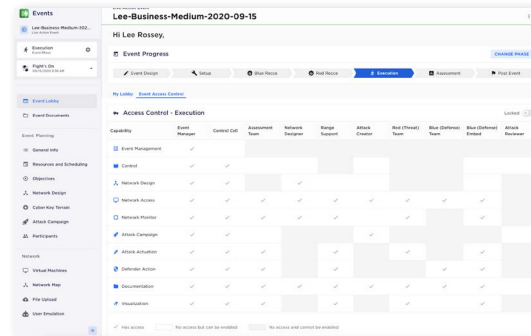 Events
Lee-Business-Medium-2020-09-15
Lee-Business-Medium-202...
Live Action Event
Hi Lee Rossey,
Execution
Event Phase
Event Progress
CHANGE PHASE
Fight's On
Event Design
Setup
Blue Recce
Red Recce
Execution
Assessment
Post Event
My Lobby
Event Access Control
Event Lobby
Event Documents
Access Control - Execution
Locked
Capability
Event Manager
Control Cell
Assessment Team
Network Designer
Range Support
Attack Creator
Red (Threat) Team
Blue (Defense) Team
Blue (Defense) Embed
Attack Reviewer
Event Planning
General Info
Resources and Scheduling
Objectives
Network Design
Cyber Key Terrain
Attack Campaign
Participants
Event Management
Control
Network Design
Network Access
Network Monitor
Attack Campaign
Attack Actuation
Defender Action
Documentation
Visualization
Network
Virtual Machines
Network Map
File Upload
User Emulation
Has access
No access but can be enabled
No access and cannot be enabled